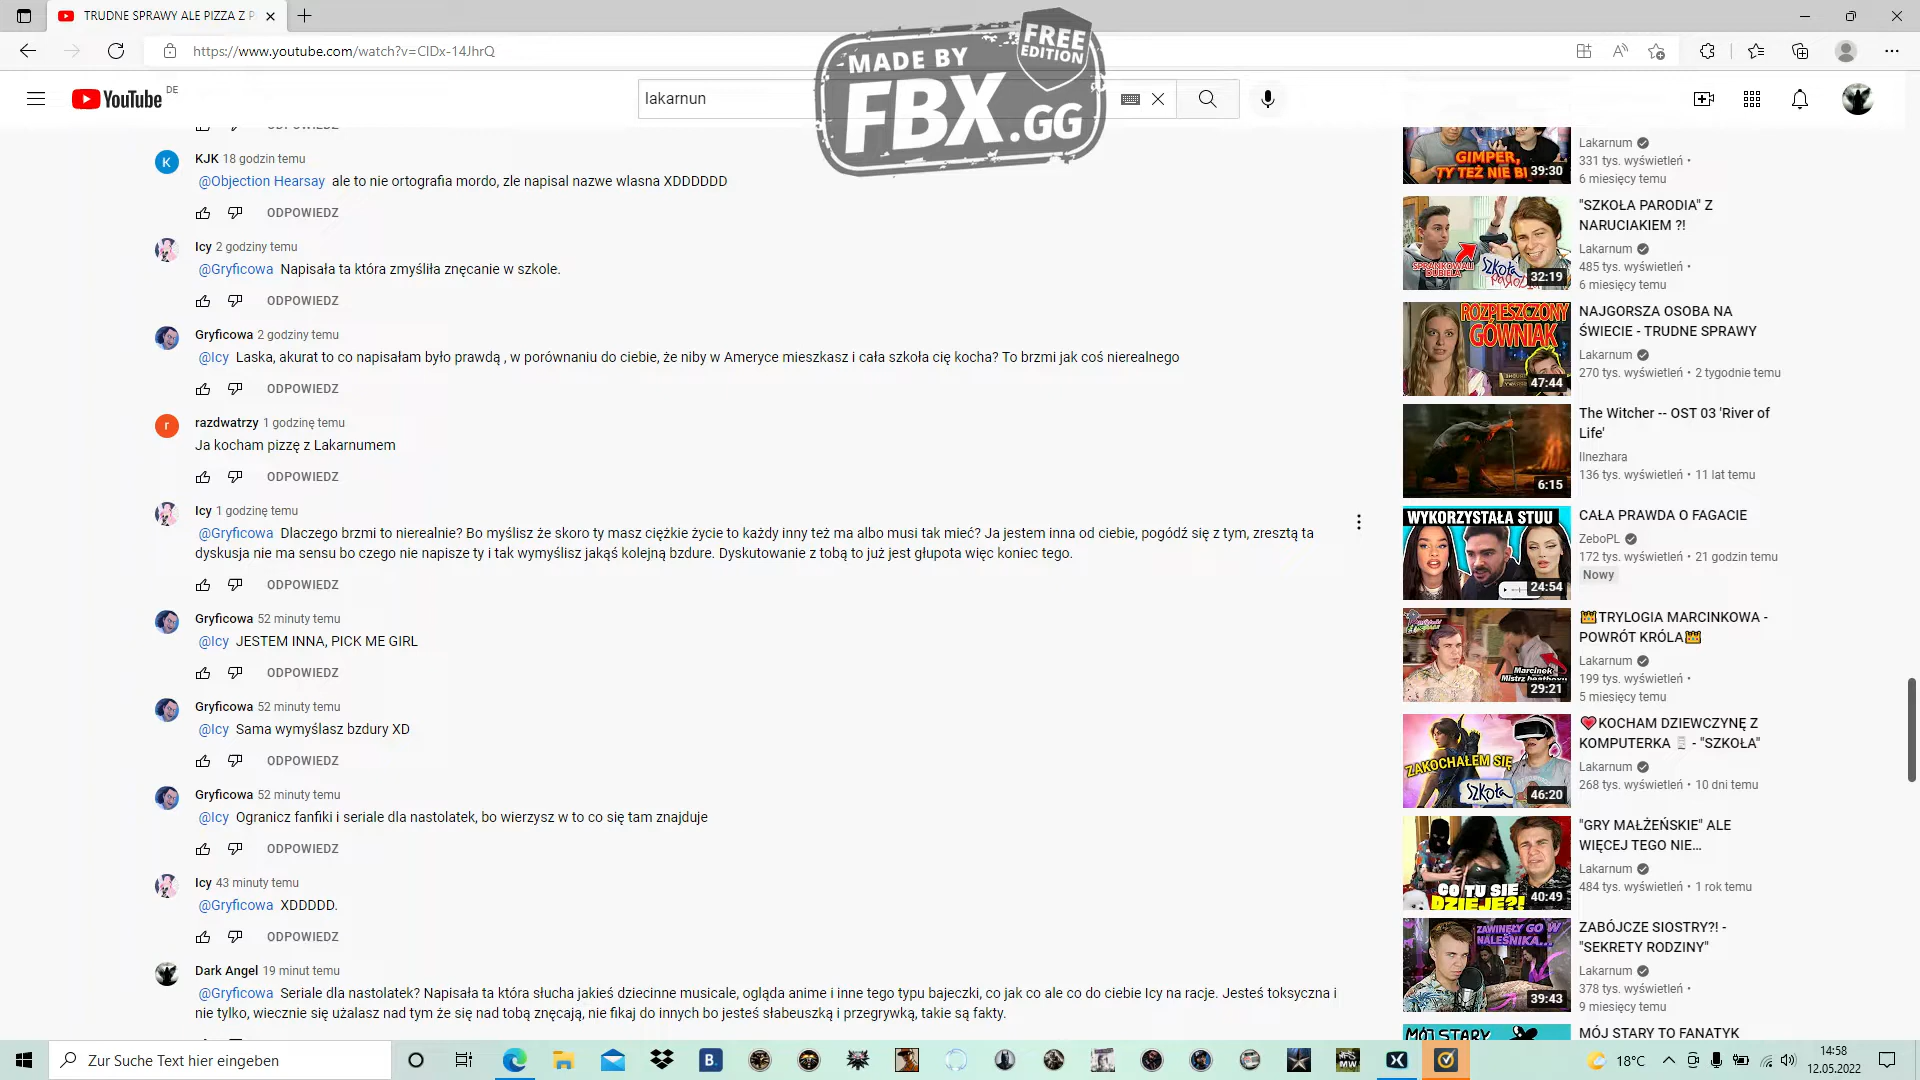 TRUDNE SPRAWY ALE PIZZA Z P
https://www.youtube.com/watch?v=CIDx-14JhrQ
MADE BY
FBX.GG
FREE
EDITION
YouTube DE
lakarnun
ODPOWIEDZ
KJK 18 godzin temu
@Objection Hearsay ale to nie ortografia mordo, zle napisal nazwe wlasna XDDDDDD
ODPOWIEDZ
Icy 2 godziny temu
@Gryficowa Napisała ta która zmyśliła znęcanie w szkole.
ODPOWIEDZ
Gryficowa 2 godziny temu
@Icy Laska, akurat to co napisałam było prawdą , w porównaniu do ciebie, że niby w Ameryce mieszkasz i cała szkoła cię kocha? To brzmi jak coś nierealnego
ODPOWIEDZ
razdwatrzy 1 godzinę temu
Ja kocham pizzę z Lakarnumem
ODPOWIEDZ
Icy 1 godzinę temu
@Gryficowa Dlaczego brzmi to nierealnie? Bo myślisz że skoro ty masz ciężkie życie to każdy inny też ma albo musi tak mieć? Ja jestem inna od ciebie, pogódź się z tym, zresztą ta
dyskusja nie ma sensu bo czego nie napisze ty i tak wymyślisz jakąś kolejną bzdure. Dyskutowanie z tobą to już jest głupota więc koniec tego.
ODPOWIEDZ
Gryficowa 52 minuty temu
@Icy JESTEM INNA, PICK ME GIRL
ODPOWIEDZ
Gryficowa 52 minuty temu
@Icy Sama wymyślasz bzdury XD
ODPOWIEDZ
Gryficowa 52 minuty temu
@Icy Ogranicz fanfiki i seriale dla nastolatek, bo wierzysz w to co się tam znajduje
ODPOWIEDZ
Icy 43 minuty temu
@Gryficowa XDDDDD.
ODPOWIEDZ
Dark Angel 19 minut temu
@Gryficowa Seriale dla nastolatek? Napisała ta która słucha jakieś dziecinne musicale, ogląda anime i inne tego typu bajeczki, co jak co ale co do ciebie Icy na racje. Jesteś toksyczna i
nie tylko, wiecznie się użalasz nad tym że się nad tobą znęcają, nie fikaj do innych bo jesteś słabeuszką i przegrywką, takie są fakty.
GIMPER,
TY TEŻ NIE BI
39:30
Lakarnum
331 tys. wyświetleń •
6 miesięcy temu
SPRANKOWALI
DUBIELA
SZKOŁA
PARODIA
32:19
"SZKOŁA PARODIA" Z
NARUCIAKIEM ?!
Lakarnum
485 tys. wyświetleń •
6 miesięcy temu
ROZPIESZCZONY
GÓWNIAK
47:44
NAJGORSZA OSOBA NA
ŚWIECIE - TRUDNE SPRAWY
Lakarnum
270 tys. wyświetleń • 2 tygodnie temu
6:15
The Witcher -- OST 03 'River of
Life'
Ilnezhara
136 tys. wyświetleń • 11 lat temu
WYKORZYSTAŁA STUU
24:54
CAŁA PRAWDA O FAGACIE
ZeboPL
172 tys. wyświetleń • 21 godzin temu
Nowy
Marcinek
Mistrz beatboxu
29:21
👑TRYLOGIA MARCINKOWA -
POWRÓT KRÓLA👑
Lakarnum
199 tys. wyświetleń •
5 miesięcy temu
ZAKOCHAŁEM SIĘ
SZKOŁA
46:20
💗KOCHAM DZIEWCZYNĘ Z
KOMPUTERKA - "SZKOŁA"
Lakarnum
268 tys. wyświetleń • 10 dni temu
CO TU SIĘ
DZIEJE?!
40:49
"GRY MAŁŻEŃSKIE" ALE
WIĘCEJ TEGO NIE...
Lakarnum
484 tys. wyświetleń • 1 rok temu
ZAWINĘŁY GO W
NALEŚNIKA...
39:43
ZABÓJCZE SIOSTRY?! -
"SEKRETY RODZINY"
Lakarnum
378 tys. wyświetleń •
9 miesięcy temu
MÓJ STARY
MÓJ STARY TO FANATYK
Zur Suche Text hier eingeben
B.
MW
18°C
14:58
12.05.2022